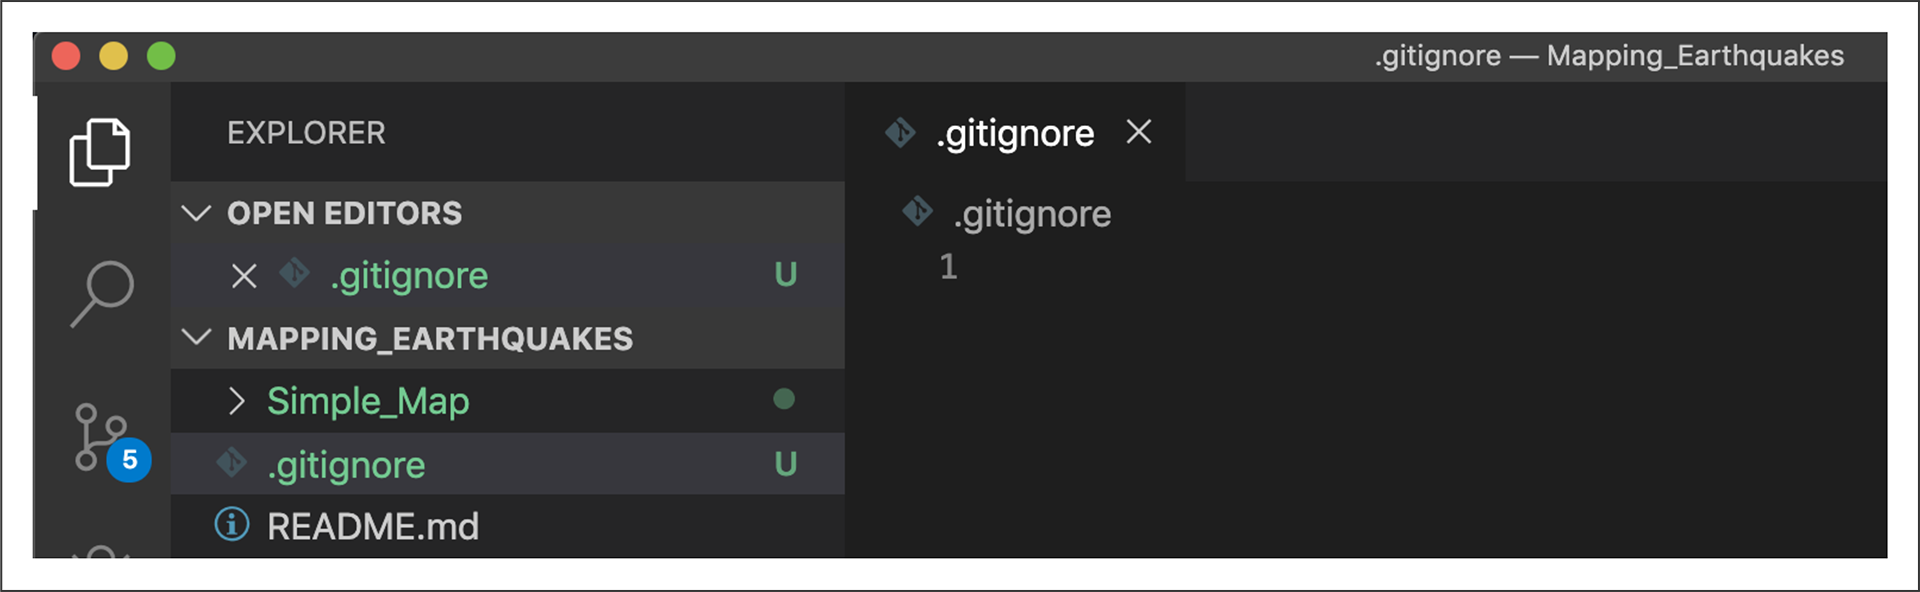 .gitignore — Mapping_Earthquakes
EXPLORER
OPEN EDITORS
.gitignore U
MAPPING_EARTHQUAKES
Simple_Map
.gitignore U
README.md
5
.gitignore
.gitignore
1